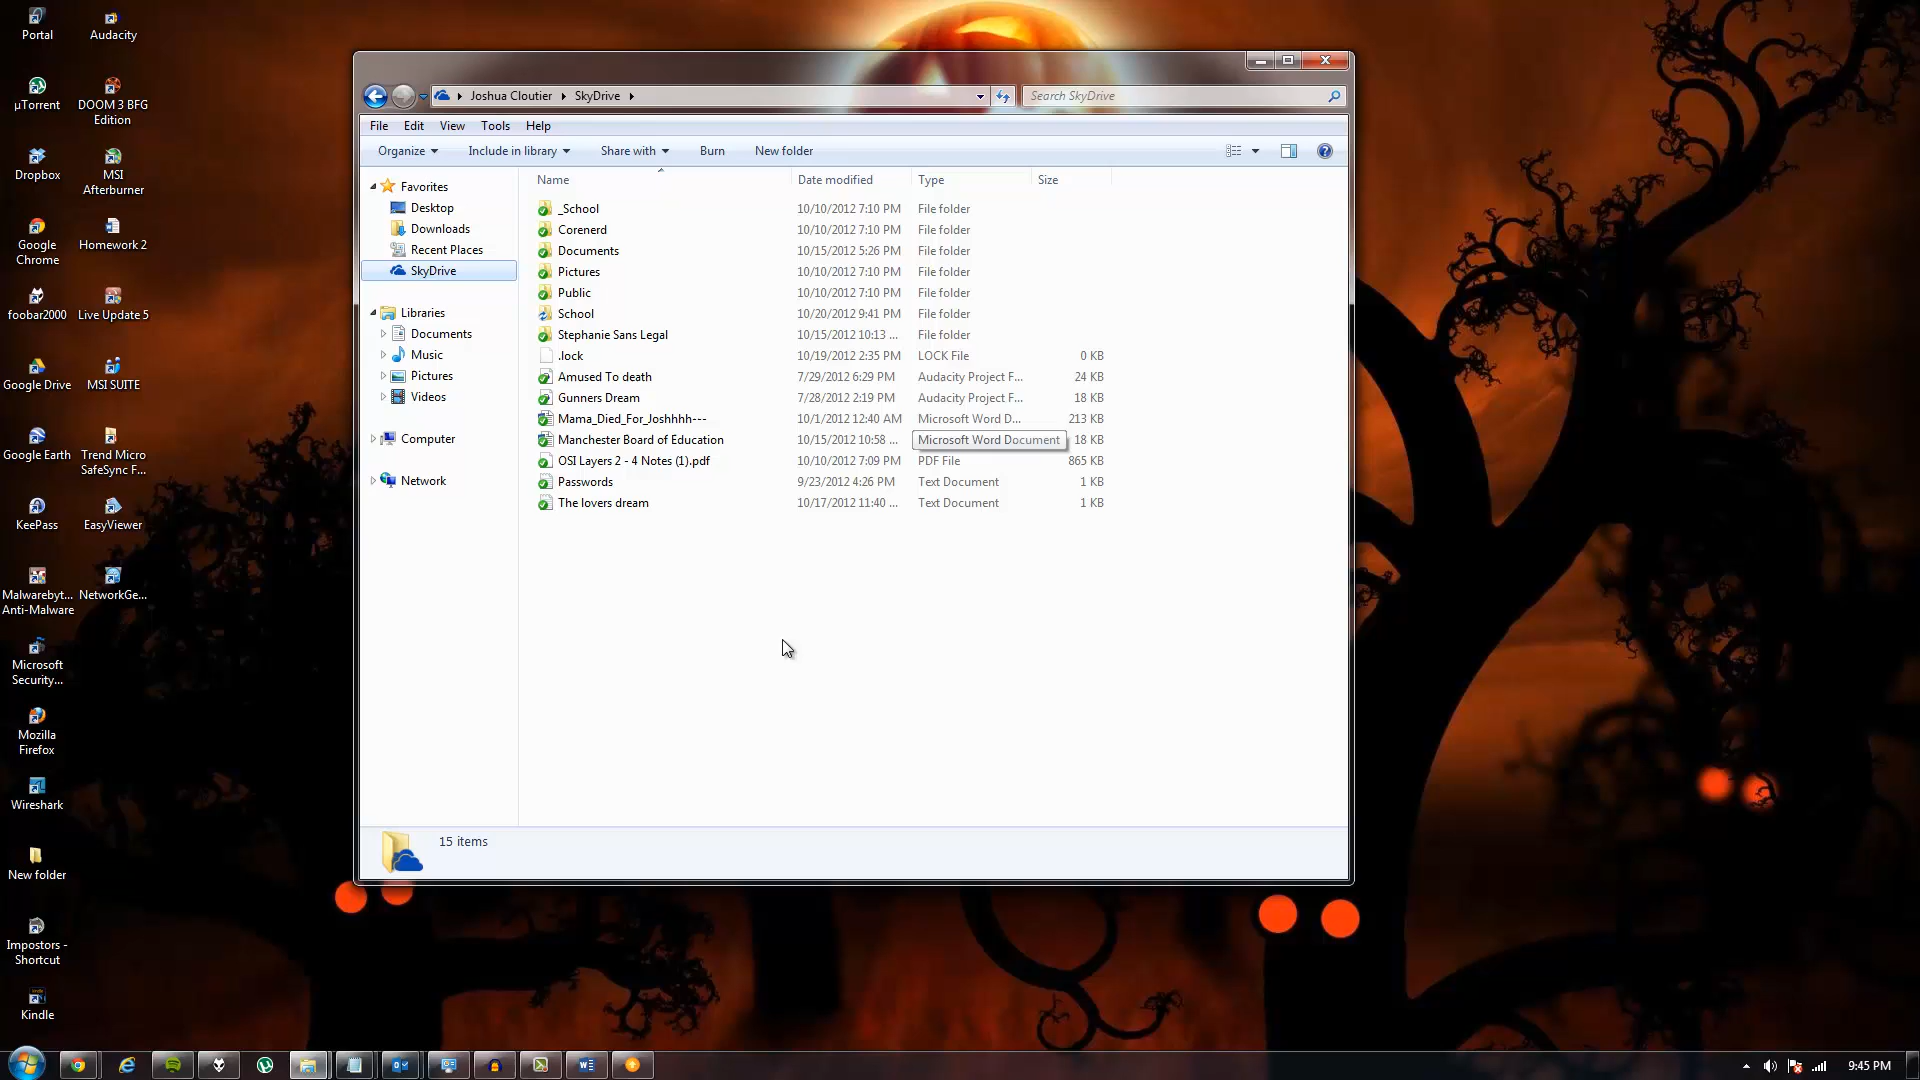 Portal
Audacity
µTorrent
DOOM 3 BFG
Edition
Dropbox
MSI
Afterburner
Google
Chrome
Homework 2
foobar2000
Live Update 5
Google Drive
MSI SUITE
Google Earth
Trend Micro
SafeSync F...
KeePass
EasyViewer
Malwarebyt...
Anti-Malware
NetworkGe...
Microsoft
Security...
Mozilla
Firefox
Wireshark
New folder
Impostors -
Shortcut
Kindle
Joshua Cloutier
SkyDrive
Search SkyDrive
File Edit View Tools Help
Organize Include in library Share with Burn New folder
Favorites
Desktop
Downloads
Recent Places
SkyDrive
Libraries
Documents
Music
Pictures
Videos
Computer
Network
Name Date modified Type Size
_School 10/10/2012 7:10 PM File folder
Corenerd 10/10/2012 7:10 PM File folder
Documents 10/15/2012 5:26 PM File folder
Pictures 10/10/2012 7:10 PM File folder
Public 10/10/2012 7:10 PM File folder
School 10/20/2012 9:41 PM File folder
Stephanie Sans Legal 10/15/2012 10:13 ... File folder
.lock 10/19/2012 2:35 PM LOCK File 0 KB
Amused To death 7/29/2012 6:29 PM Audacity Project F... 24 KB
Gunners Dream 7/28/2012 2:19 PM Audacity Project F... 18 KB
Mama_Died_For_Joshhhh--- 10/1/2012 12:40 AM Microsoft Word D... 213 KB
Manchester Board of Education 10/15/2012 10:58 ... Microsoft Word Document 18 KB
OSI Layers 2 - 4 Notes (1).pdf 10/10/2012 7:09 PM PDF File 865 KB
Passwords 9/23/2012 4:26 PM Text Document 1 KB
The lovers dream 10/17/2012 11:40 ... Text Document 1 KB
15 items
9:45 PM